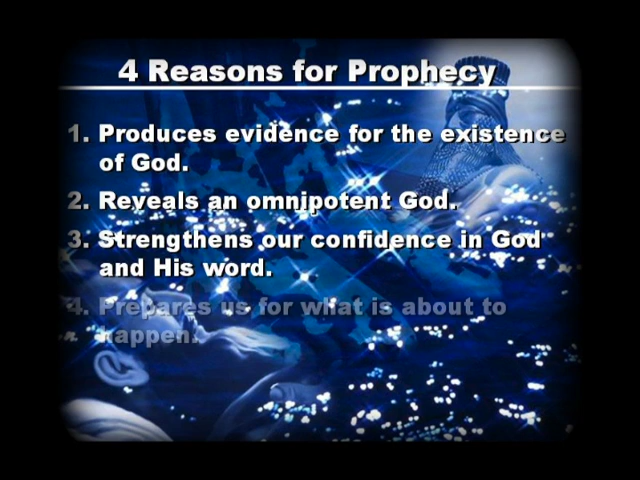 4 Reasons for Prophecy
1. Produces evidence for the existence
of God.
2. Reveals an omnipotent God.
3. Strengthens our confidence in God
and His word.
4. Prepares us for what is about to
happen.